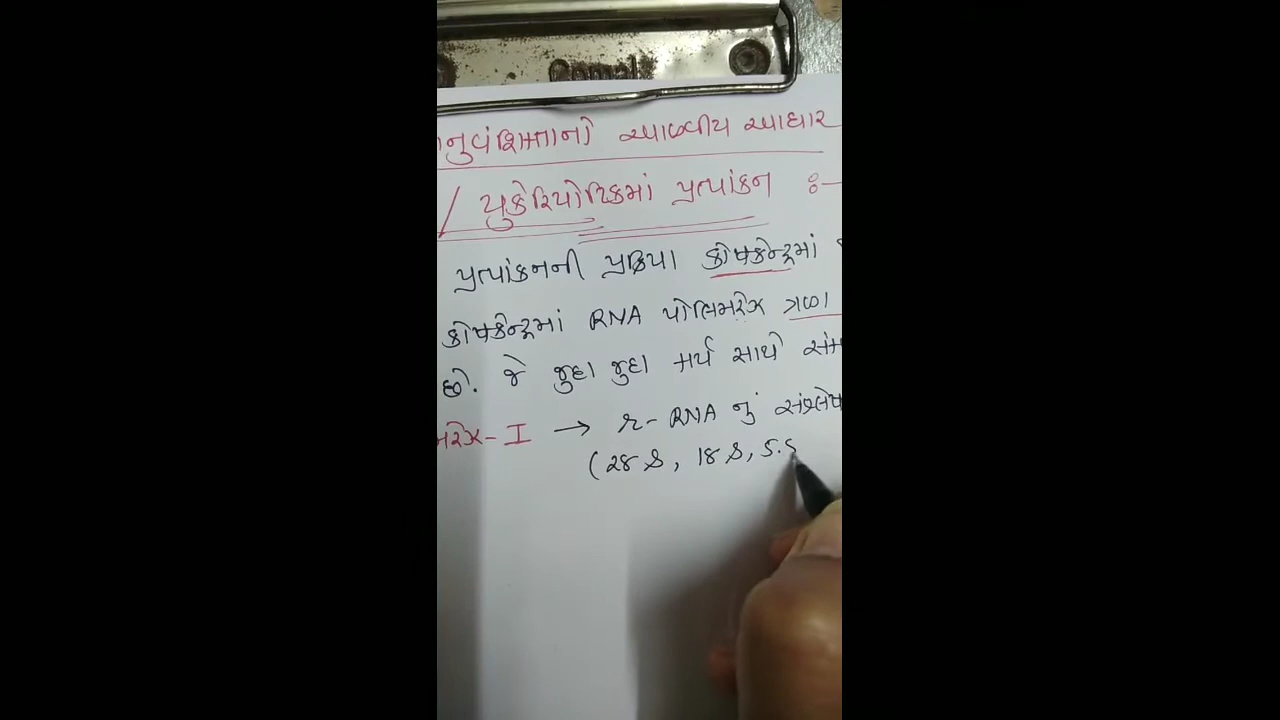 નુવંશિકતાનો આણ્વીય આધાર
/ યુકેરિયોટિકમાં પ્રત્યાંકન :-
પ્રત્યાંકનની પ્રક્રિયા કોષકેન્દ્રમાં
કોષકેન્દ્રમાં RNA પોલિમરેઝ ત્રણ
છે. જે જુદા જુદા કાર્ય સાથે
મરેઝ- I → r- RNA નું સંશ્લેષ
(28 S, 18 S, 5.